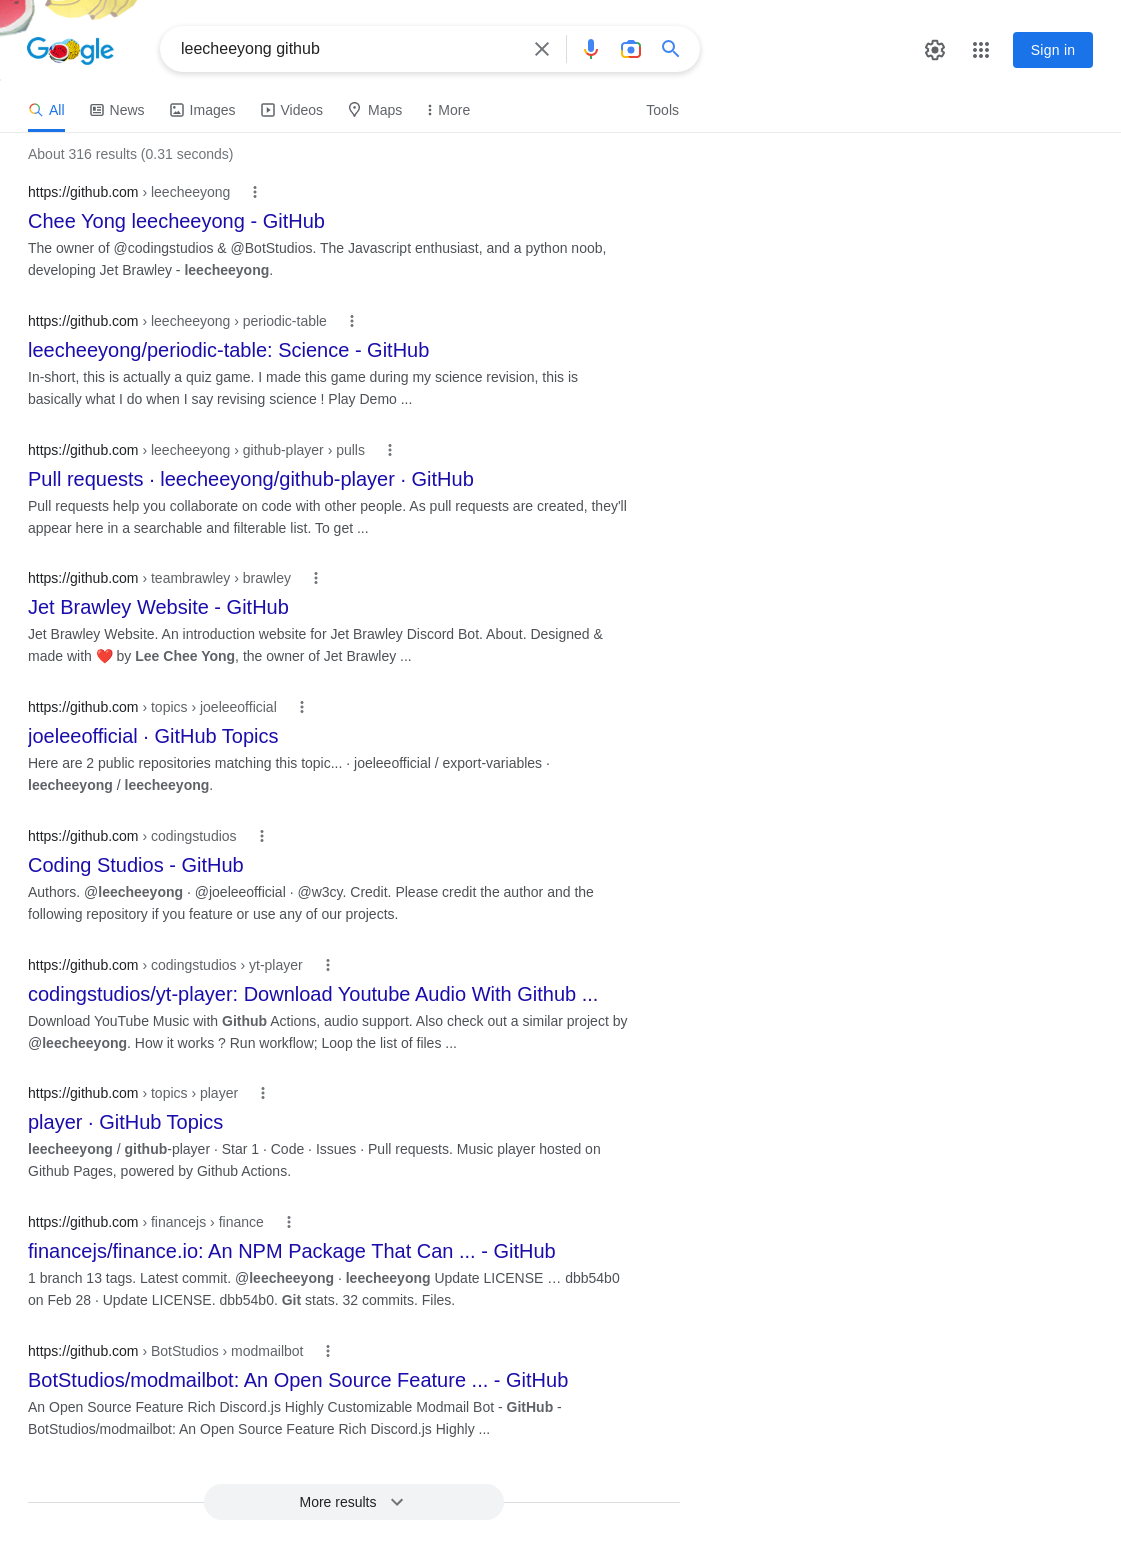 Google
leecheeyong github
Sign in
All News Images Videos Maps More Tools
About 316 results (0.31 seconds)
https://github.com › leecheeyong
Chee Yong leecheeyong - GitHub
The owner of @codingstudios & @BotStudios. The Javascript enthusiast, and a python noob,
developing Jet Brawley - leecheeyong.
https://github.com › leecheeyong › periodic-table
leecheeyong/periodic-table: Science - GitHub
In-short, this is actually a quiz game. I made this game during my science revision, this is
basically what I do when I say revising science ! Play Demo ...
https://github.com › leecheeyong › github-player › pulls
Pull requests · leecheeyong/github-player · GitHub
Pull requests help you collaborate on code with other people. As pull requests are created, they'll
appear here in a searchable and filterable list. To get ...
https://github.com › teambrawley › brawley
Jet Brawley Website - GitHub
Jet Brawley Website. An introduction website for Jet Brawley Discord Bot. About. Designed &
made with ❤️ by Lee Chee Yong, the owner of Jet Brawley ...
https://github.com › topics › joeleeofficial
joeleeofficial · GitHub Topics
Here are 2 public repositories matching this topic... · joeleeofficial / export-variables ·
leecheeyong / leecheeyong.
https://github.com › codingstudios
Coding Studios - GitHub
Authors. @leecheeyong · @joeleeofficial · @w3cy. Credit. Please credit the author and the
following repository if you feature or use any of our projects.
https://github.com › codingstudios › yt-player
codingstudios/yt-player: Download Youtube Audio With Github ...
Download YouTube Music with Github Actions, audio support. Also check out a similar project by
@leecheeyong. How it works ? Run workflow; Loop the list of files ...
https://github.com › topics › player
player · GitHub Topics
leecheeyong / github-player · Star 1 · Code · Issues · Pull requests. Music player hosted on
Github Pages, powered by Github Actions.
https://github.com › financejs › finance
financejs/finance.io: An NPM Package That Can ... - GitHub
1 branch 13 tags. Latest commit. @leecheeyong · leecheeyong Update LICENSE … dbb54b0
on Feb 28 · Update LICENSE. dbb54b0. Git stats. 32 commits. Files.
https://github.com › BotStudios › modmailbot
BotStudios/modmailbot: An Open Source Feature ... - GitHub
An Open Source Feature Rich Discord.js Highly Customizable Modmail Bot - GitHub -
BotStudios/modmailbot: An Open Source Feature Rich Discord.js Highly ...
More results